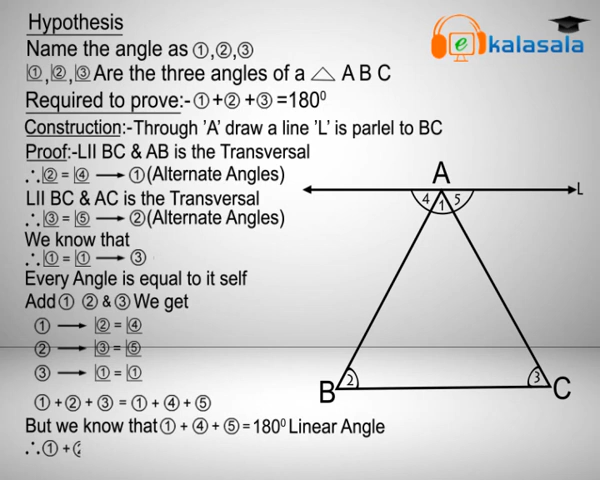 Hypothesis
e kalasala
Name the angle as ①,②,③
|①,|②,|③ Are the three angles of a △ A B C
Required to prove:-①+②+③=180⁰
Construction:-Through 'A' draw a line 'L' is parlel to BC
Proof:-LII BC & AB is the Transversal
∴|② = |④ → ①(Alternate Angles)
LII BC & AC is the Transversal
∴|③ = |⑤ → ②(Alternate Angles)
We know that
∴|① = |① → ③
Every Angle is equal to it self
Add ① ② & ③ We get
① → |② = |④
② → |③ = |⑤
③ → |① = |①
① + ② + ③ = ① + ④ + ⑤
But we know that ① + ④ + ⑤ = 180⁰ Linear Angle
∴① +
A
L
4 1 5
B 2
3 C